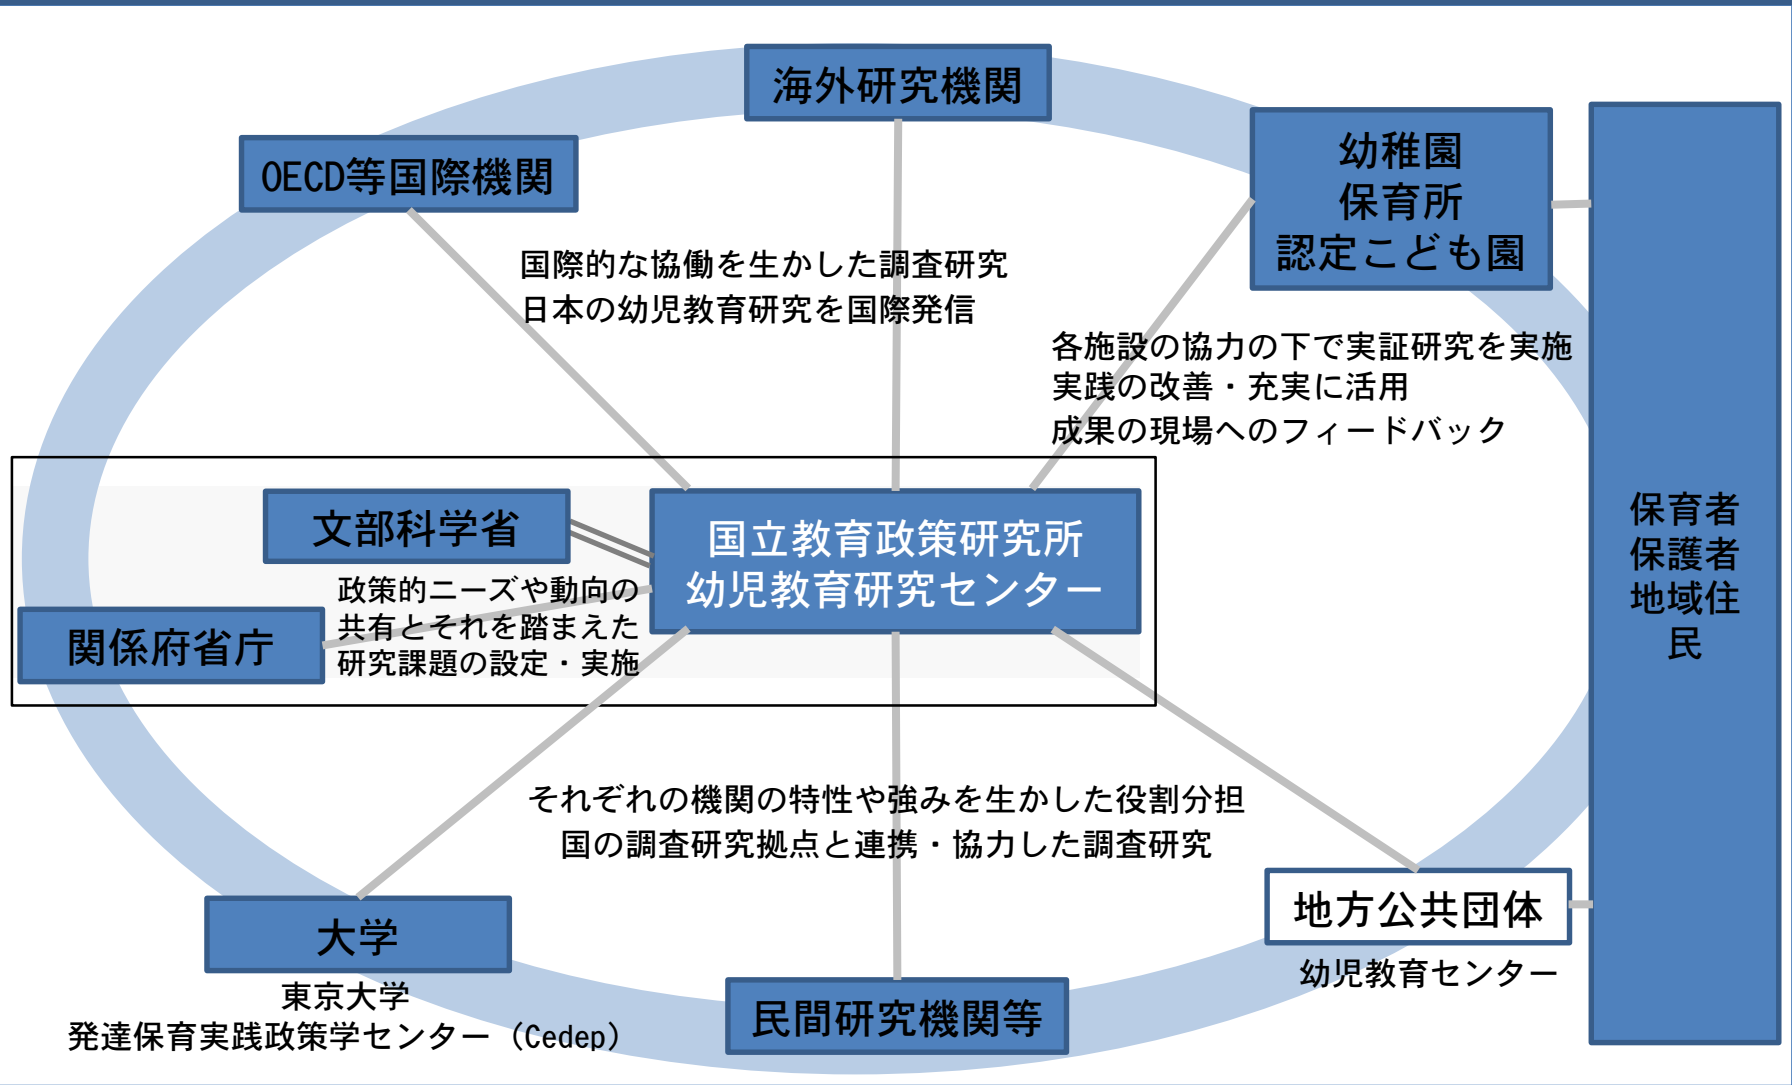 海外研究機関
OECD等国際機関
幼稚園
保育所
認定こども園
国際的な協働を生かした調査研究
日本の幼児教育研究を国際発信
各施設の協力の下で実証研究を実施
実践の改善・充実に活用
成果の現場へのフィードバック
文部科学省
国立教育政策研究所
幼児教育研究センター
政策的ニーズや動向の
共有とそれを踏まえた
研究課題の設定・実施
関係府省庁
保育者
保護者
地域住
民
それぞれの機関の特性や強みを生かした役割分担
国の調査研究拠点と連携・協力した調査研究
大学
東京大学
発達保育実践政策学センター（Cedep）
民間研究機関等
地方公共団体
幼児教育センター